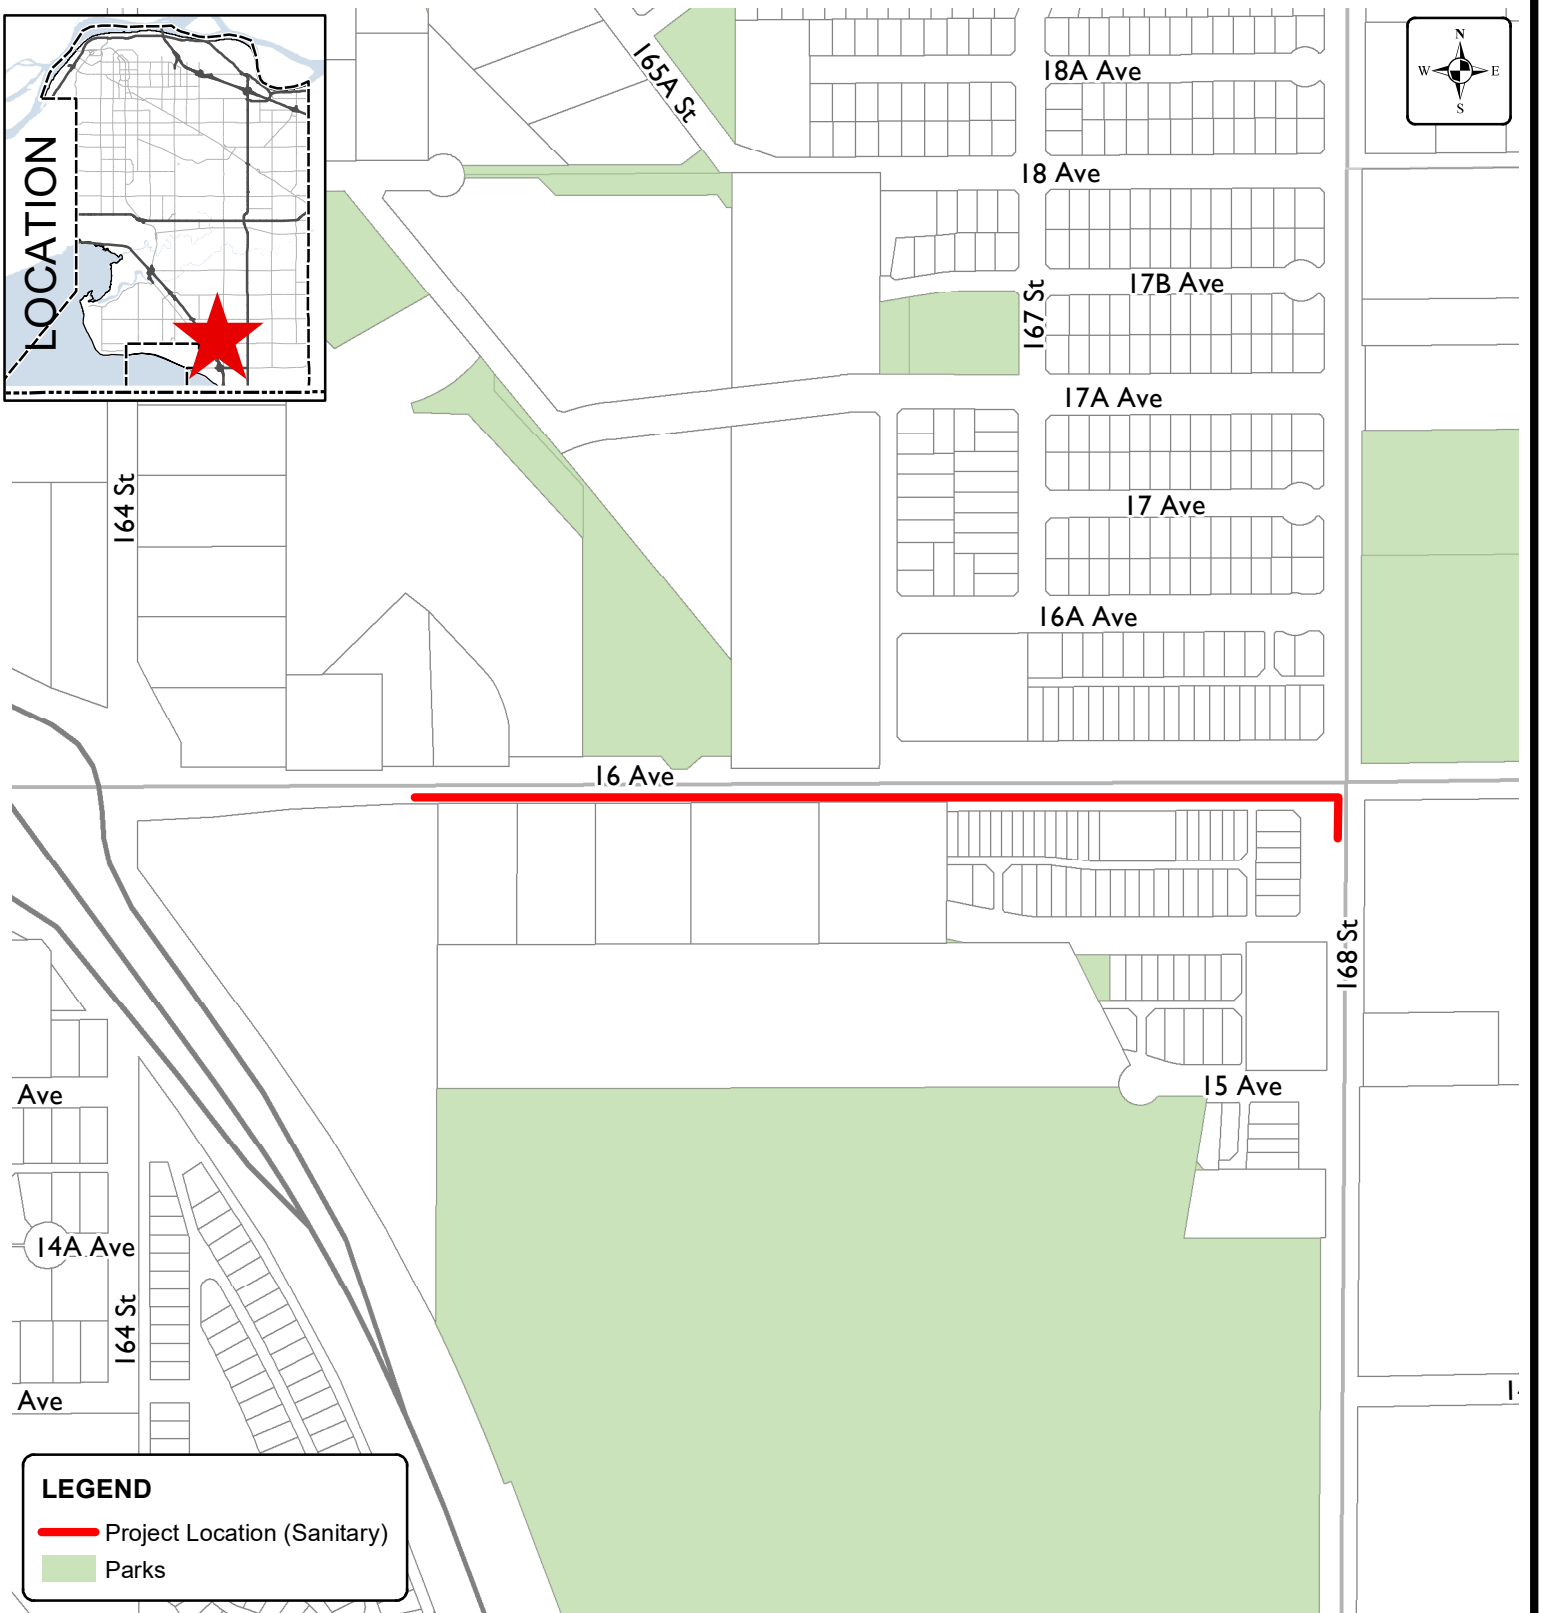 LOCATION
165A St
18A Ave
N
W E
S
18 Ave
17B Ave
167 St
17A Ave
164 St
17 Ave
16A Ave
16 Ave
168 St
Ave
15 Ave
14A Ave
164 St
Ave
LEGEND
Project Location (Sanitary)
Parks